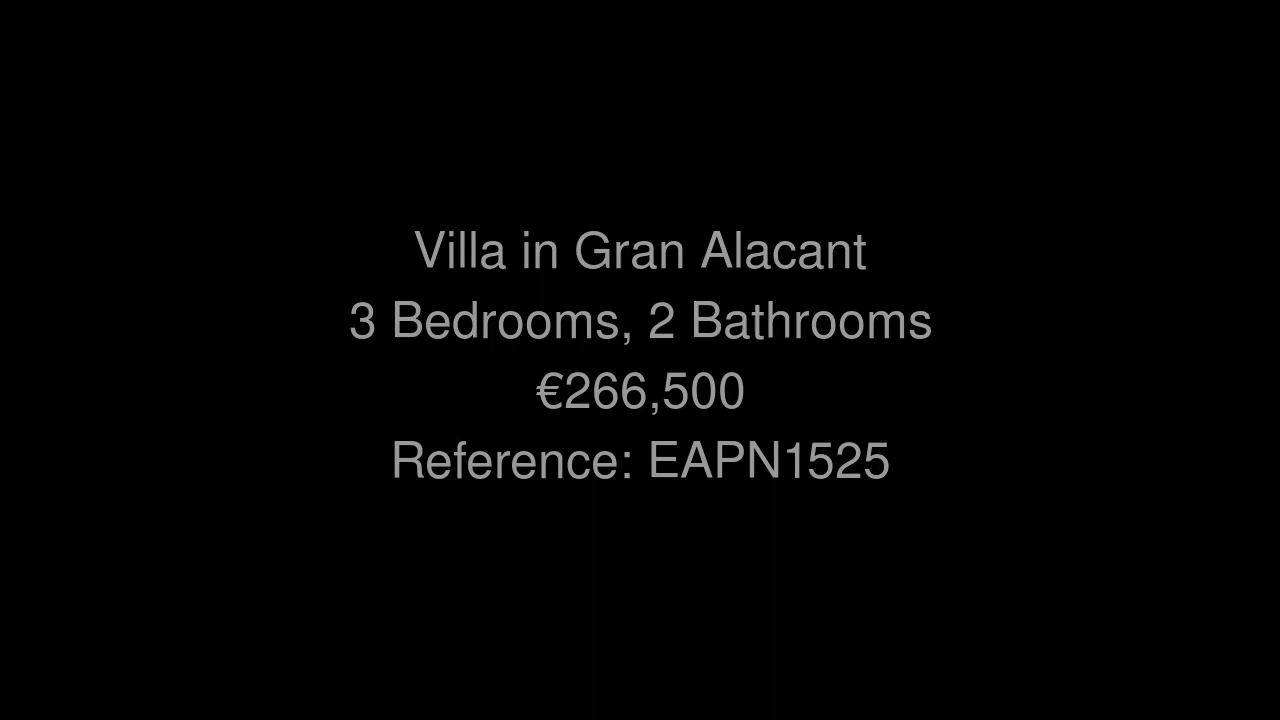 Villa in Gran Alacant
3 Bedrooms, 2 Bathrooms
€266,500
Reference: EAPN1525